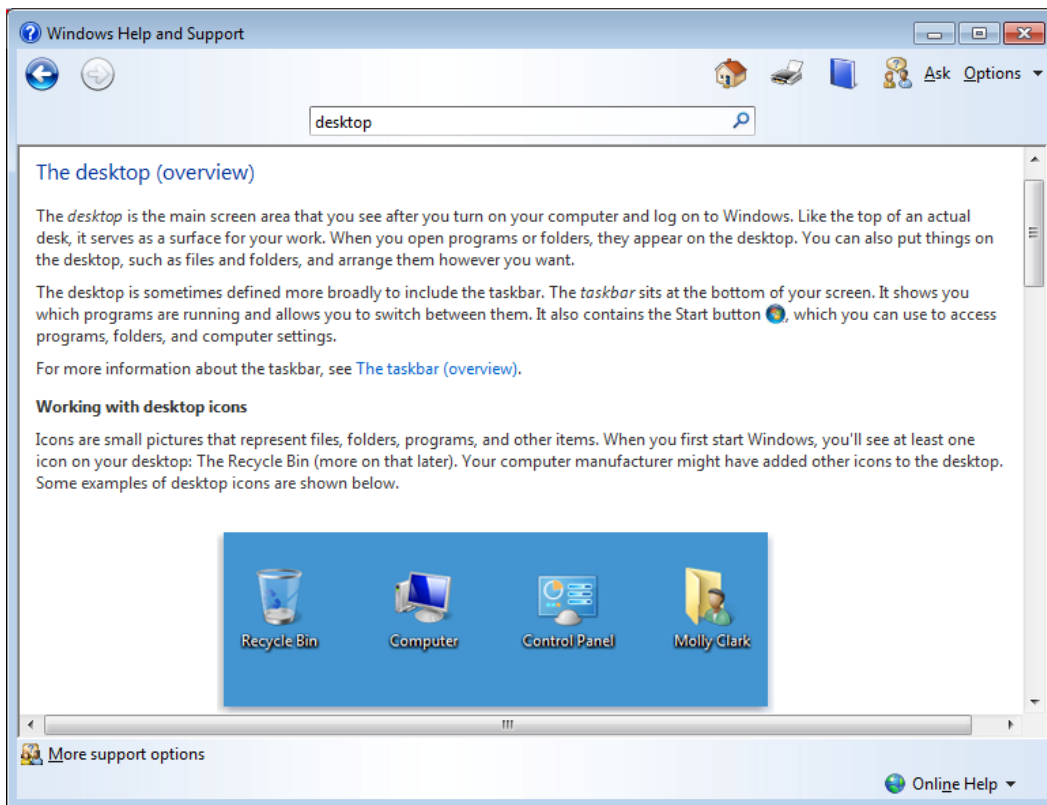 Windows Help and Support
Ask Options
desktop
The desktop (overview)
The desktop is the main screen area that you see after you turn on your computer and log on to Windows. Like the top of an actual
desk, it serves as a surface for your work. When you open programs or folders, they appear on the desktop. You can also put things on
the desktop, such as files and folders, and arrange them however you want.
The desktop is sometimes defined more broadly to include the taskbar. The taskbar sits at the bottom of your screen. It shows you
which programs are running and allows you to switch between them. It also contains the Start button , which you can use to access
programs, folders, and computer settings.
For more information about the taskbar, see The taskbar (overview).
Working with desktop icons
Icons are small pictures that represent files, folders, programs, and other items. When you first start Windows, you'll see at least one
icon on your desktop: The Recycle Bin (more on that later). Your computer manufacturer might have added other icons to the desktop.
Some examples of desktop icons are shown below.
Recycle Bin Computer Control Panel Molly Clark
More support options
Online Help